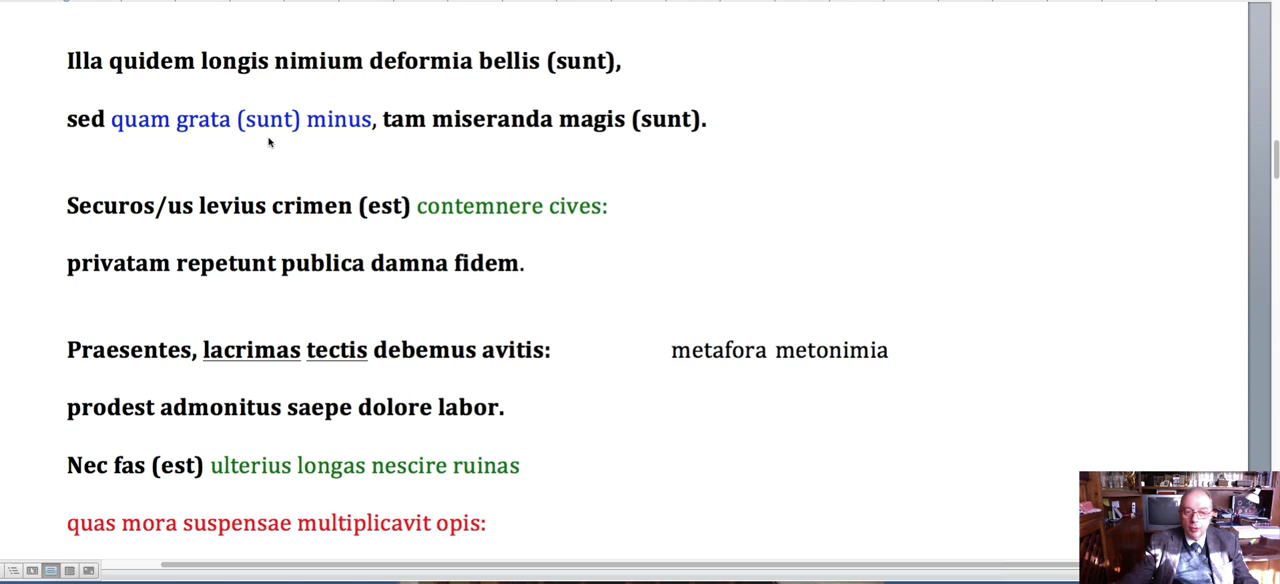 Illa quidem longis nimium deformia bellis (sunt),
sed quam grata (sunt) minus, tam miseranda magis (sunt).
Securos/us levius crimen (est) contemnere cives:
privatam repetunt publica damna fidem.
Praesentes, lacrimas tectis debemus avitis: metafora metonimia
prodest admonitus saepe dolore labor.
Nec fas (est) ulterius longas nescire ruinas
quas mora suspensae multiplicavit opis: